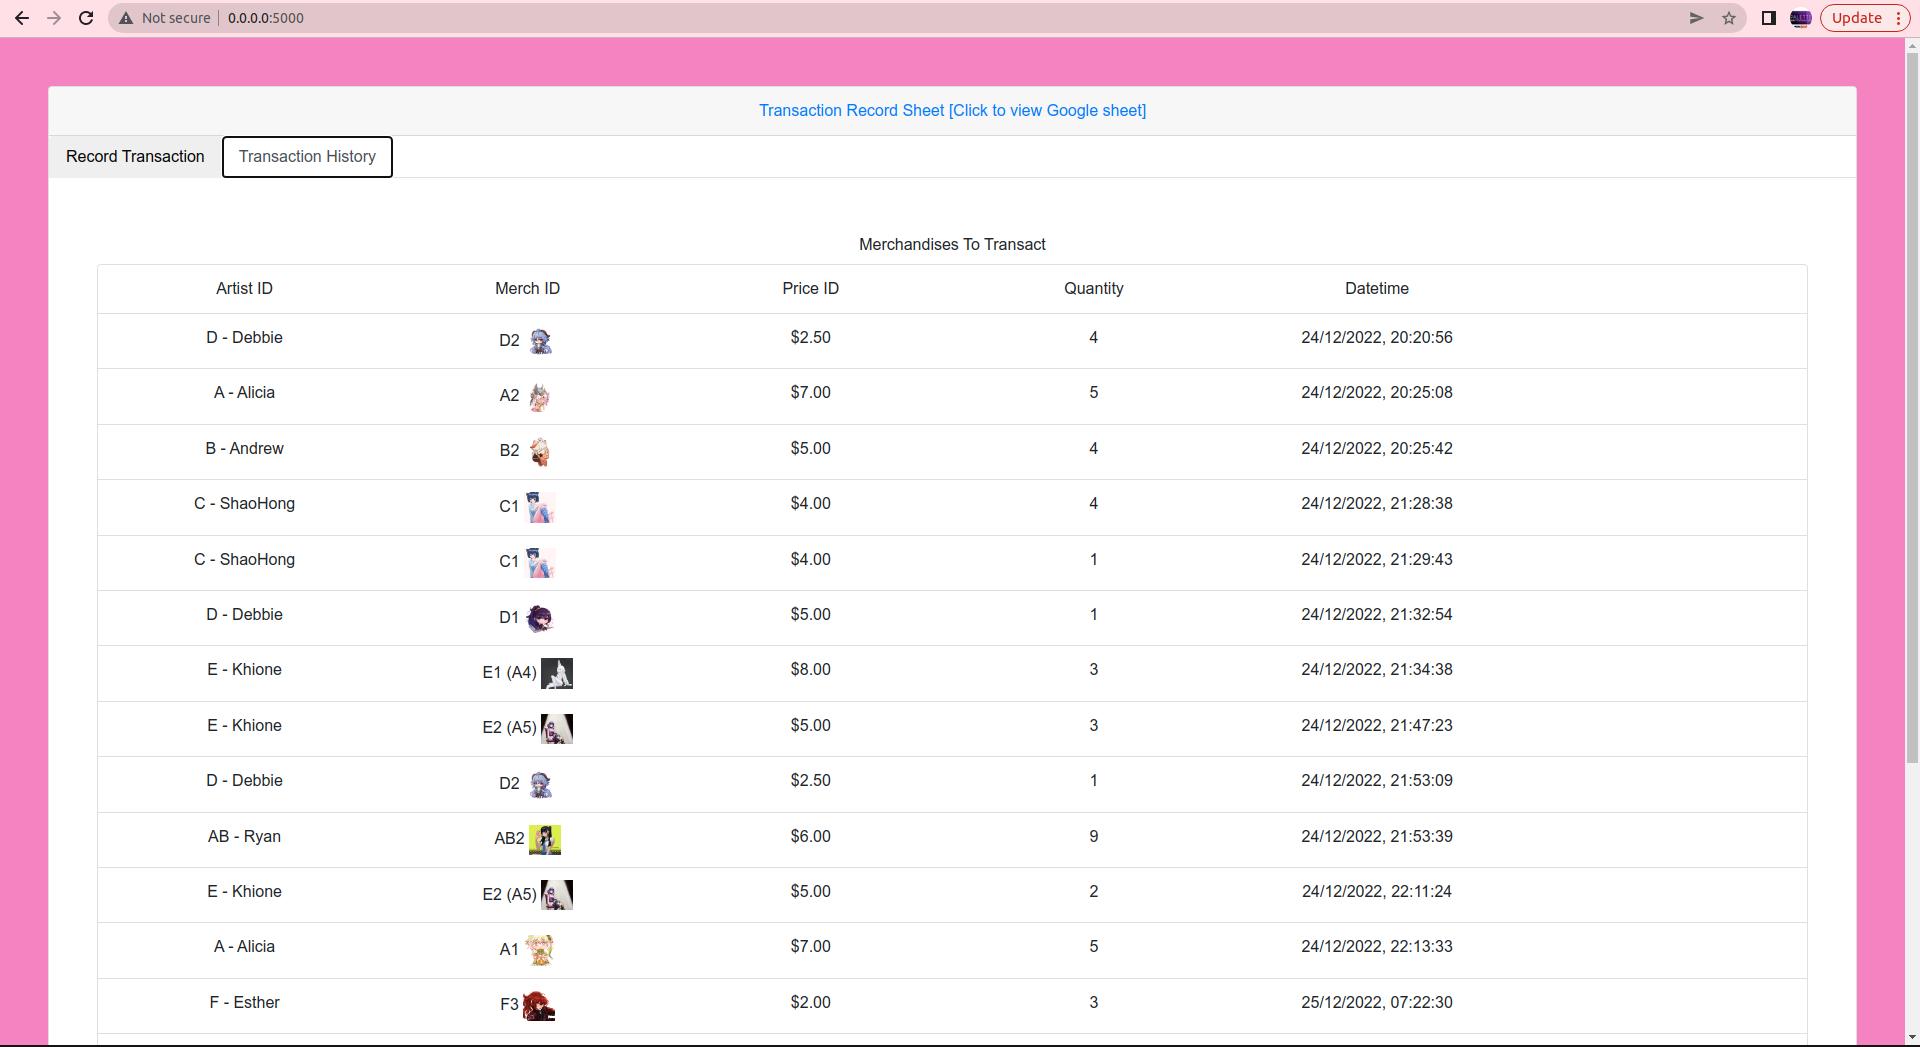 Not secure 0.0.0.0:5000 Update
Transaction Record Sheet [Click to view Google sheet]
Record Transaction Transaction History
Merchandises To Transact
Artist ID Merch ID Price ID Quantity Datetime
D - Debbie D2 $2.50 4 24/12/2022, 20:20:56
A - Alicia A2 $7.00 5 24/12/2022, 20:25:08
B - Andrew B2 $5.00 4 24/12/2022, 20:25:42
C - ShaoHong C1 $4.00 4 24/12/2022, 21:28:38
C - ShaoHong C1 $4.00 1 24/12/2022, 21:29:43
D - Debbie D1 $5.00 1 24/12/2022, 21:32:54
E - Khione E1 (A4) $8.00 3 24/12/2022, 21:34:38
E - Khione E2 (A5) $5.00 3 24/12/2022, 21:47:23
D - Debbie D2 $2.50 1 24/12/2022, 21:53:09
AB - Ryan AB2 $6.00 9 24/12/2022, 21:53:39
E - Khione E2 (A5) $5.00 2 24/12/2022, 22:11:24
A - Alicia A1 $7.00 5 24/12/2022, 22:13:33
F - Esther F3 $2.00 3 25/12/2022, 07:22:30